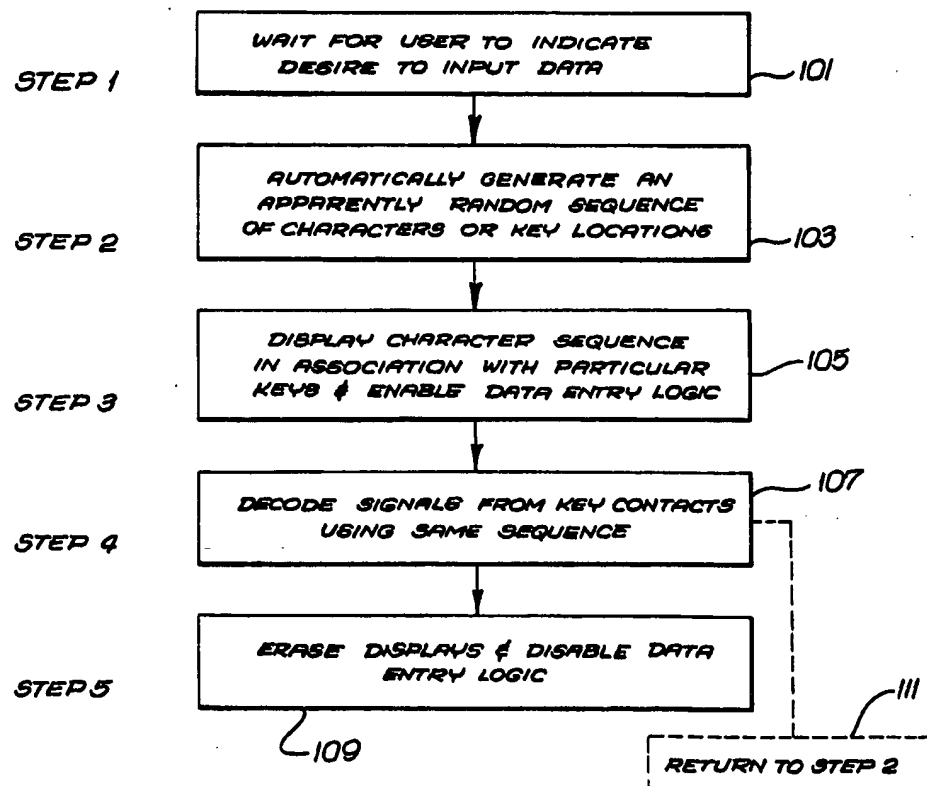 WAIT FOR USER TO INDICATE
DESIRE TO INPUT DATA
STEP 1
101
AUTOMATICALLY GENERATE AN
APPARENTLY RANDOM SEQUENCE
OF CHARACTERS OR KEY LOCATIONS
STEP 2
103
DISPLAY CHARACTER SEQUENCE
IN ASSOCIATION WITH PARTICULAR
KEYS & ENABLE DATA ENTRY LOGIC
STEP 3
105
DECODE SIGNALS FROM KEY CONTACTS
USING SAME SEQUENCE
STEP 4
107
ERASE DISPLAYS & DISABLE DATA
ENTRY LOGIC
STEP 5
109
111
RETURN TO STEP 2